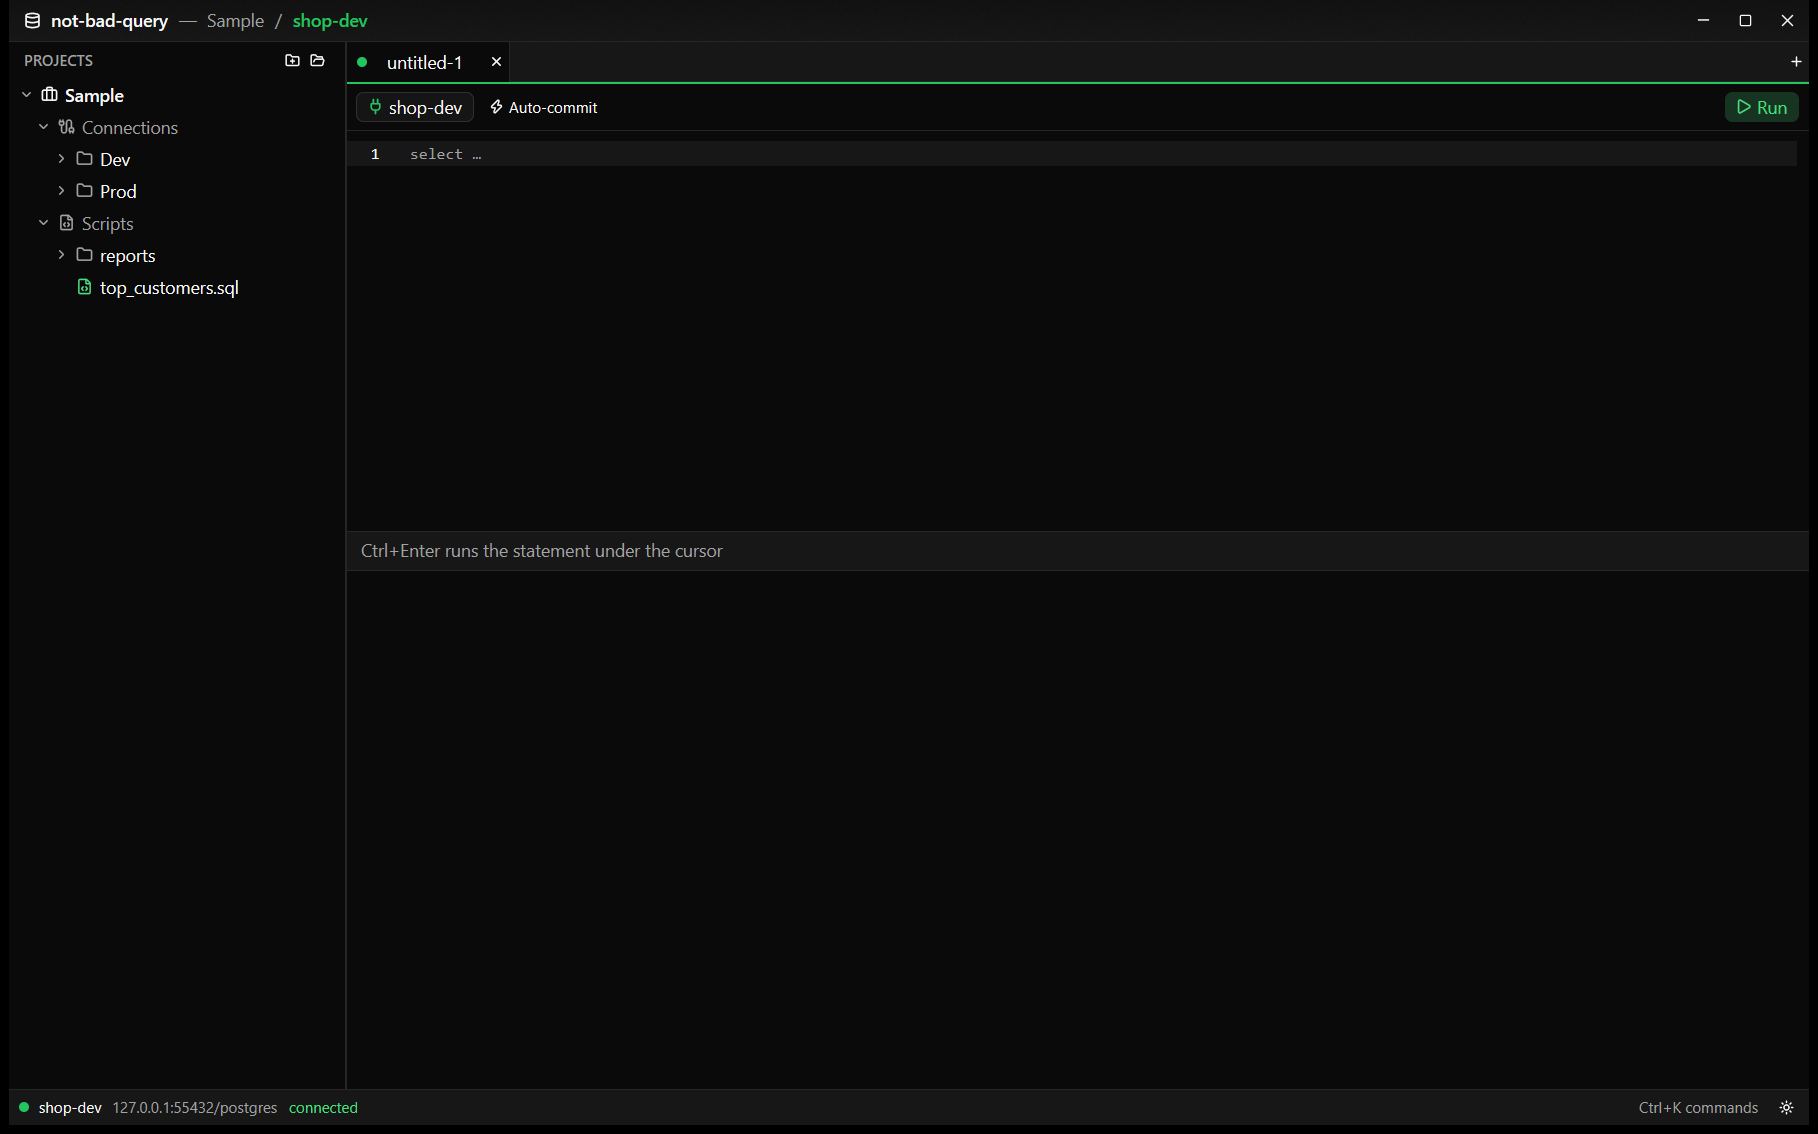 not-bad-query — Sample / shop-dev
PROJECTS
Sample
Connections
Dev
Prod
Scripts
reports
top_customers.sql
untitled-1
shop-dev Auto-commit Run
1 select …
Ctrl+Enter runs the statement under the cursor
shop-dev 127.0.0.1:55432/postgres connected Ctrl+K commands